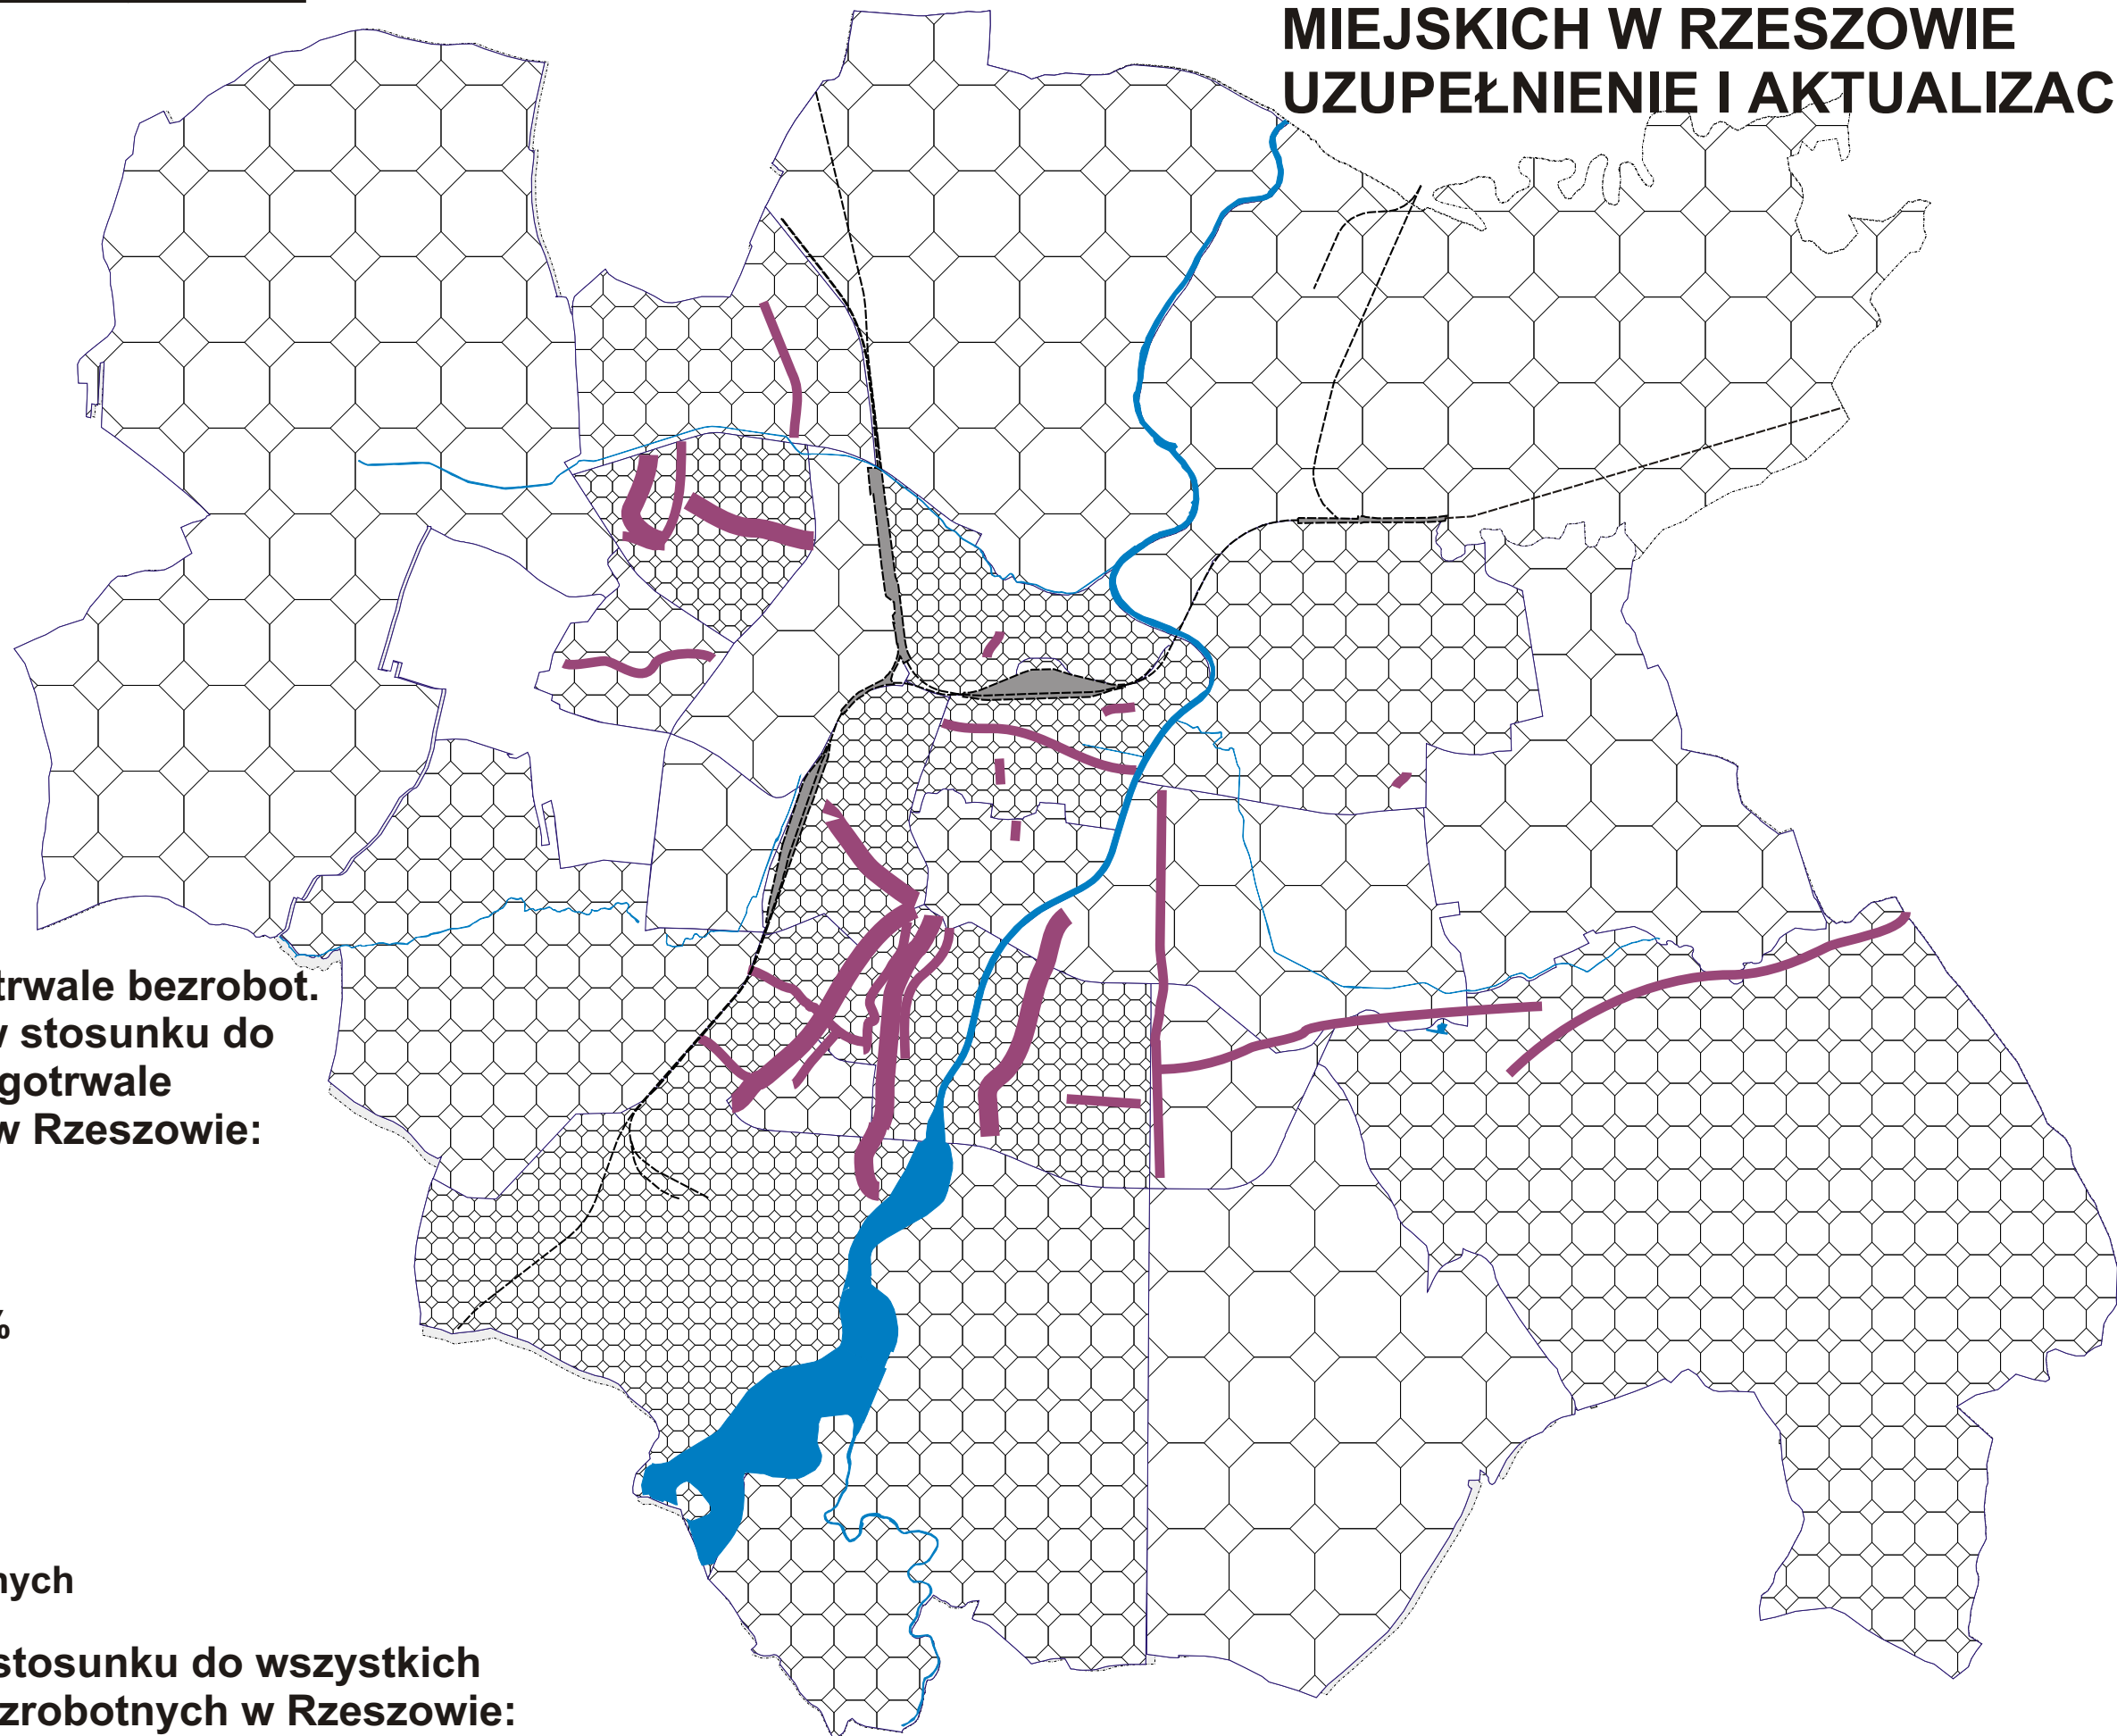 MIEJSKICH W RZESZOWIE
UZUPEŁNIENIE I AKTUALIZAC
trwale bezrobot.
stosunku do
gotrwale
w Rzeszowie:
%
nych
stosunku do wszystkich
zrobotnych w Rzeszowie: